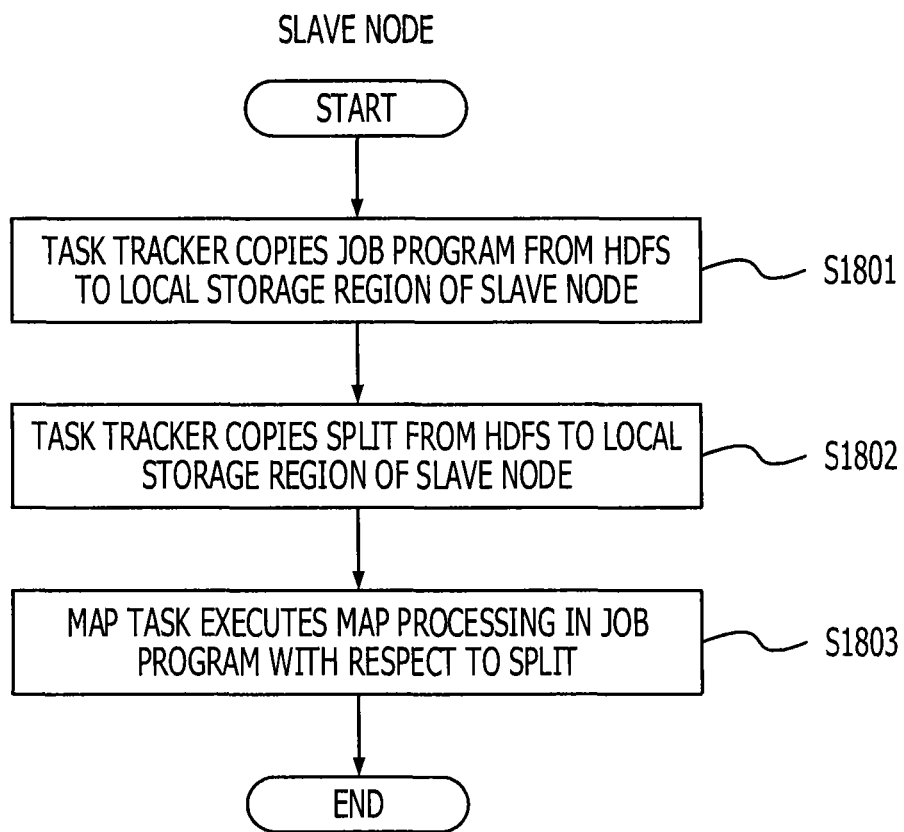 SLAVE NODE
START
TASK TRACKER COPIES JOB PROGRAM FROM HDFS
TO LOCAL STORAGE REGION OF SLAVE NODE
S1801
TASK TRACKER COPIES SPLIT FROM HDFS TO LOCAL
STORAGE REGION OF SLAVE NODE
S1802
MAP TASK EXECUTES MAP PROCESSING IN JOB
PROGRAM WITH RESPECT TO SPLIT
S1803
END